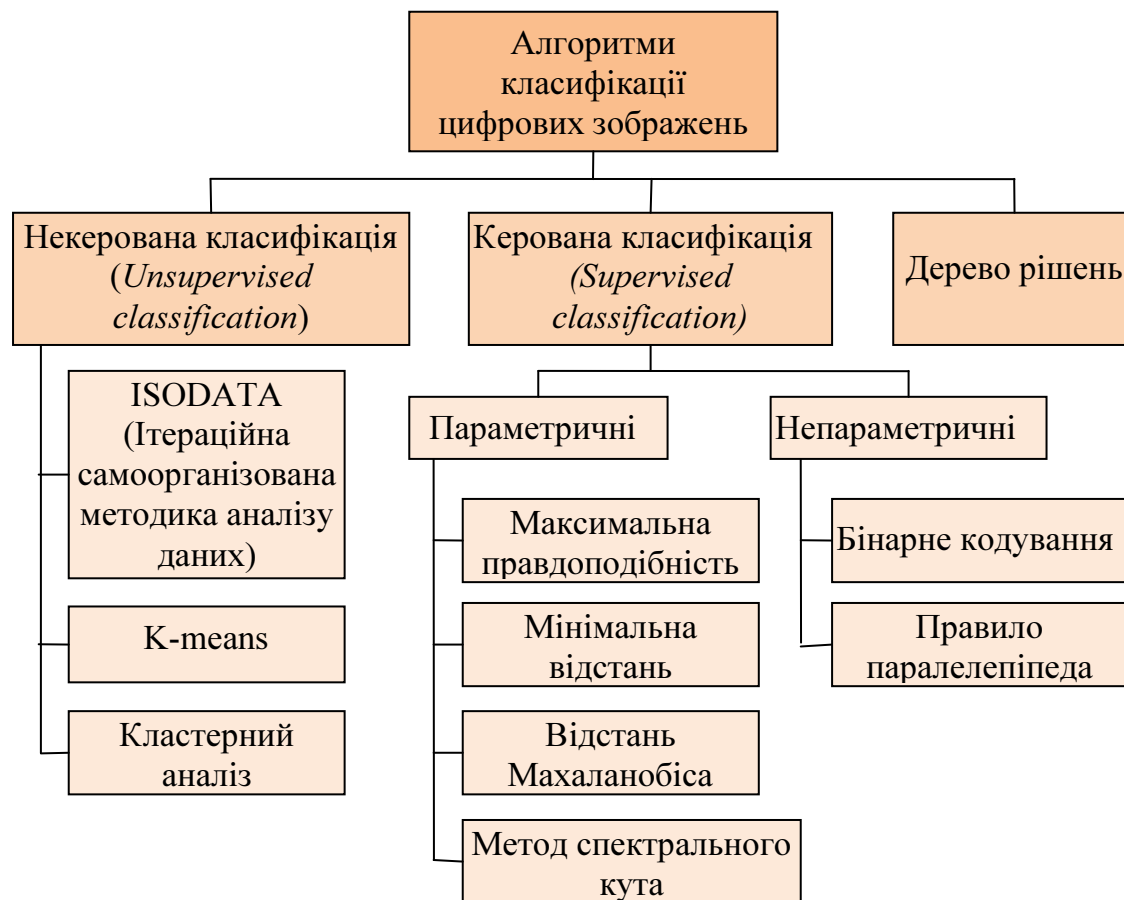 Алгоритми
класифікації
цифрових зображень
Некерована класифікація
(Unsupervised
classification)
Керована класифікація
(Supervised
classification)
Дерево рішень
ISODATA
(Ітераційна
самоорганізована
методика аналізу
даних)
K-means
Кластерний
аналіз
Параметричні
Максимальна
правдоподібність
Мінімальна
відстань
Відстань
Махаланобіса
Метод спектрального
кута
Непараметричні
Бінарне кодування
Правило
паралелепіпеда